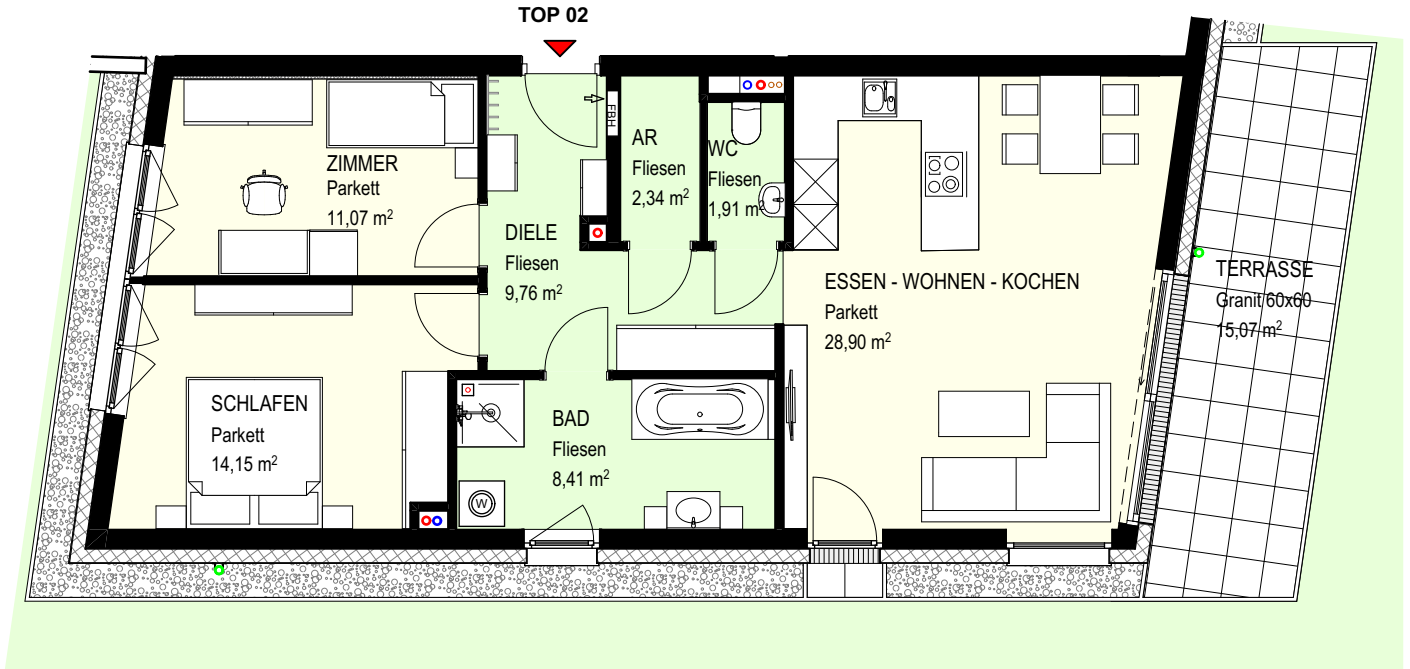 TOP 02
ZIMMER
Parkett
11,07 m²
FBH
AR
Fliesen
2,34 m²
WC
Fliesen
1,91 m²
DIELE
Fliesen
9,76 m²
ESSEN - WOHNEN - KOCHEN
Parkett
28,90 m²
TERRASSE
Granit 60x60
15,07 m²
SCHLAFEN
Parkett
14,15 m²
BAD
Fliesen
8,41 m²
W